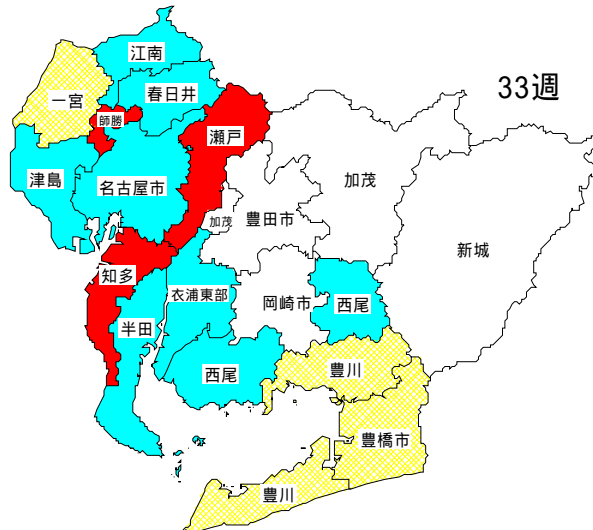 江南
33週
一宮
春日井
師勝
瀬戸
津島
名古屋市
加茂
加茂
豊田市
新城
知多
衣浦東部
岡崎市
西尾
半田
西尾
豊川
豊橋市
豊川